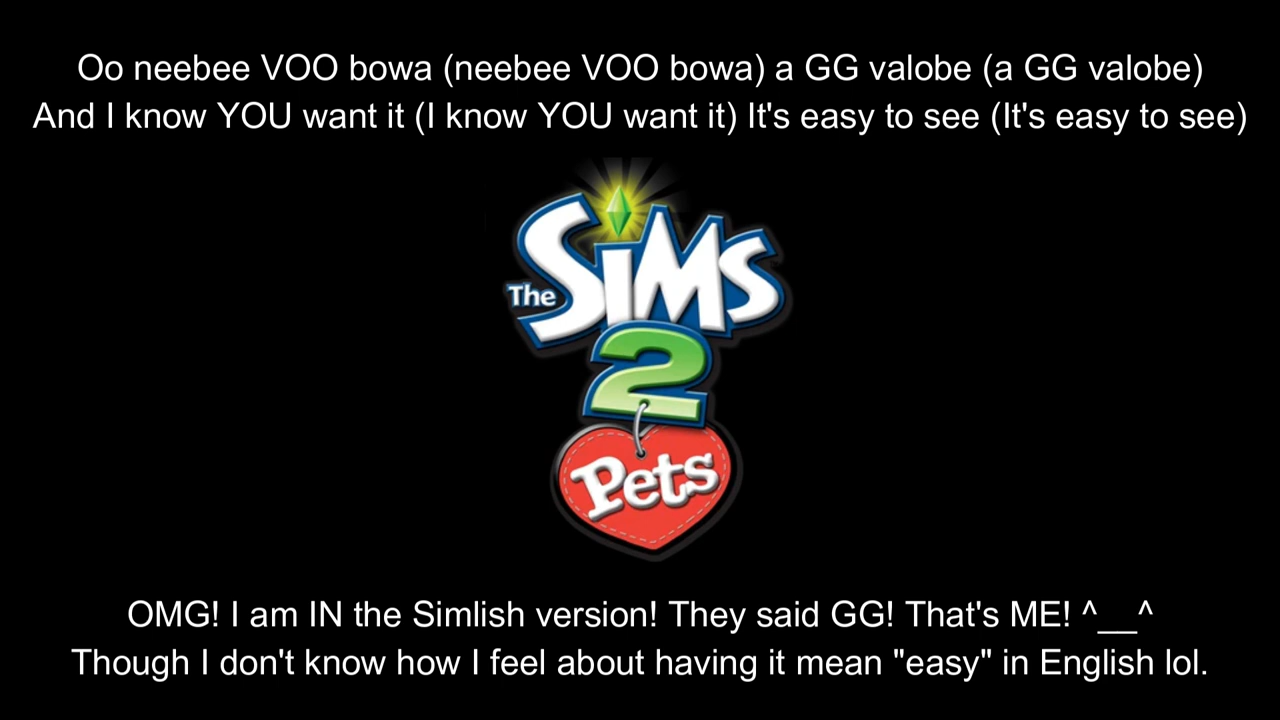 Oo neebee VOO bowa (neebee VOO bowa) a GG valobe (a GG valobe)
And I know YOU want it (I know YOU want it) It's easy to see (It's easy to see)
The SiMS
2
Pets
OMG! I am IN the Simlish version! They said GG! That's ME! ^__^
Though I don't know how I feel about having it mean "easy" in English lol.